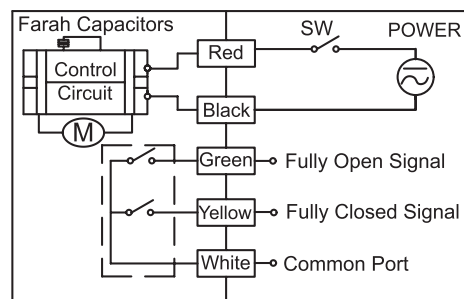 Farah Capacitors
Control
Circuit
M
Red
SW
POWER
Black
Green
Fully Open Signal
Yellow
Fully Closed Signal
White
Common Port